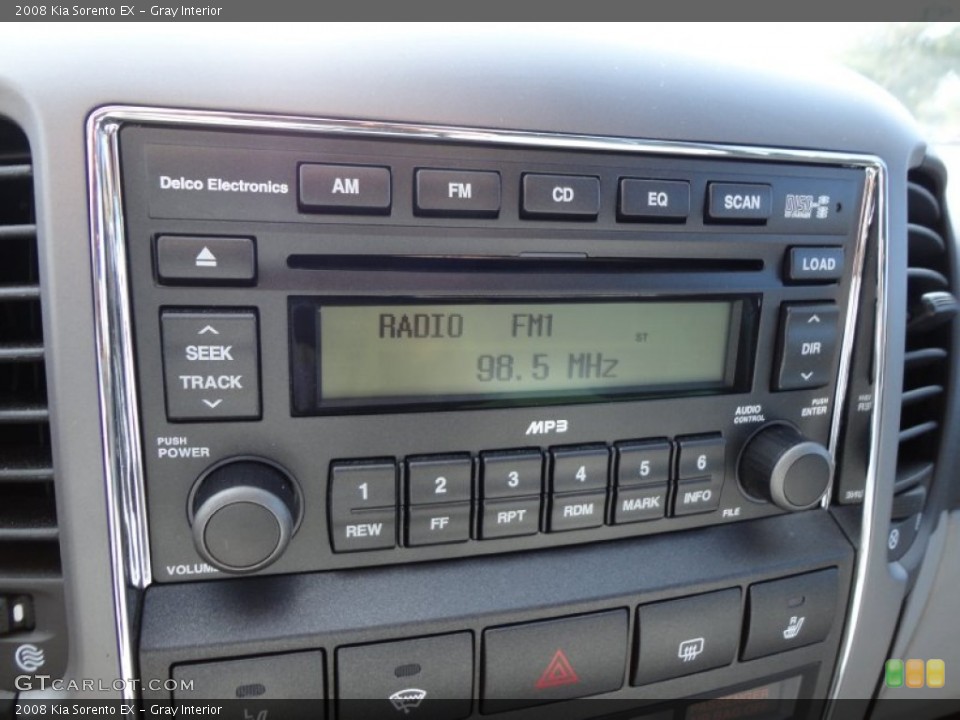 2008 Kia Sorento EX - Gray Interior
Delco Electronics
AM
FM
CD
EQ
SCAN
DISC
LOAD
SEEK
TRACK
RADIO FM1
ST
98.5 MHz
DIR
MP3
AUDIO
CONTROL
PUSH
ENTER
PUSH
POWER
1
2
3
4
5
6
REW
FF
RPT
RDM
MARK
INFO
FILE
VOLUME
R
GTCARLOT.COM
2008 Kia Sorento EX - Gray Interior